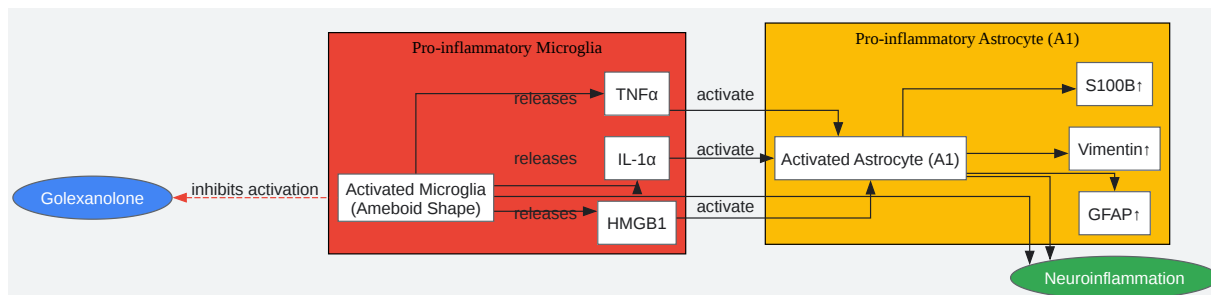 Pro-inflammatory Microglia
Pro-inflammatory Astrocyte (A1)
TNFα
releases
activate
S100B↑
IL-1α
releases
activate
Activated Astrocyte (A1)
Vimentin↑
Golexanolone
inhibits activation
Activated Microglia
(Ameboid Shape)
releases
HMGB1
activate
GFAP↑
Neuroinflammation